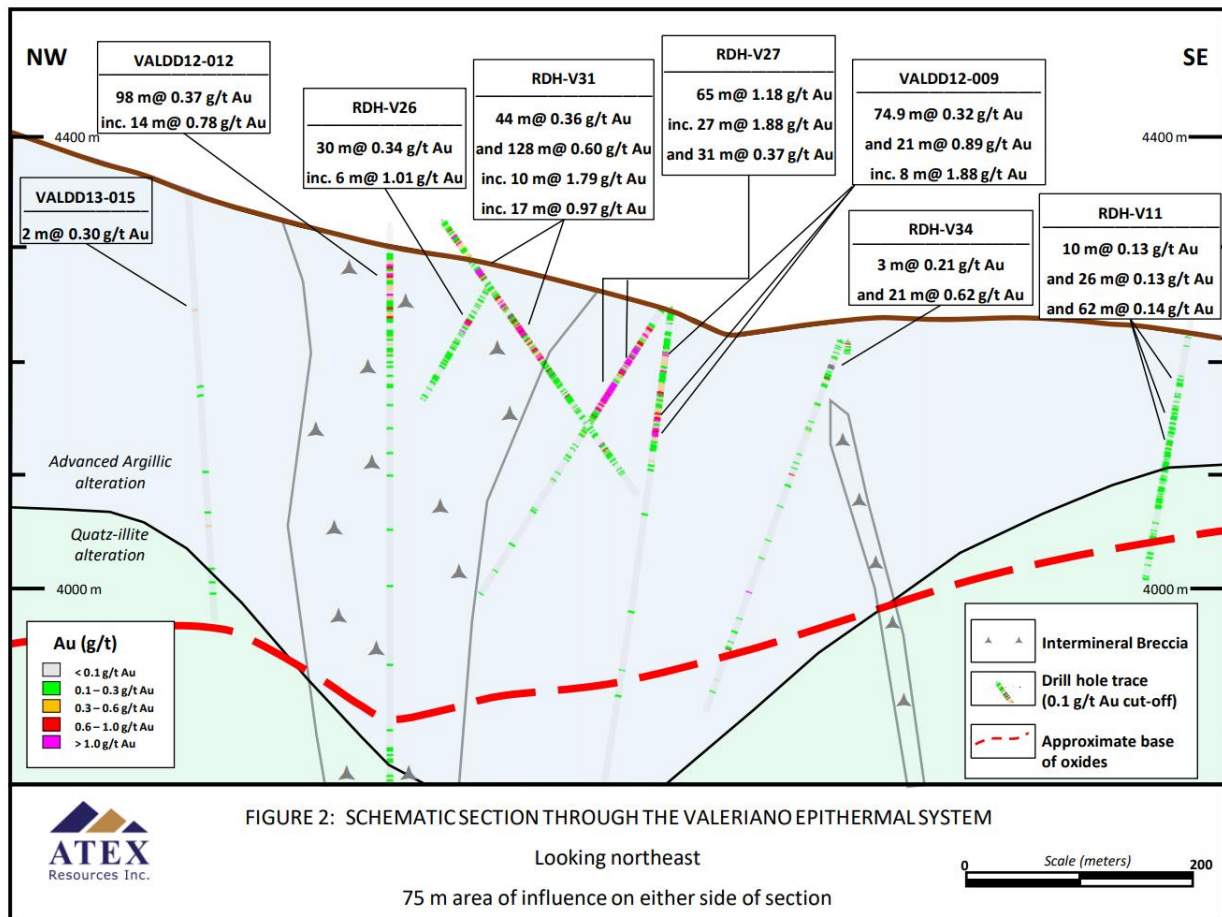 NW
SE
VALDD12-012
98 m@ 0.37 g/t Au
inc. 14 m@ 0.78 g/t Au
RDH-V26
30 m@ 0.34 g/t Au
inc. 6 m@ 1.01 g/t Au
RDH-V31
44 m@ 0.36 g/t Au
and 128 m@ 0.60 g/t Au
inc. 10 m@ 1.79 g/t Au
inc. 17 m@ 0.97 g/t Au
RDH-V27
65 m@ 1.18 g/t Au
inc. 27 m@ 1.88 g/t Au
and 31 m@ 0.37 g/t Au
VALDD12-009
74.9 m@ 0.32 g/t Au
and 21 m@ 0.89 g/t Au
inc. 8 m@ 1.88 g/t Au
4400 m
4400 m
VALDD13-015
2 m@ 0.30 g/t Au
RDH-V34
3 m@ 0.21 g/t Au
and 21 m@ 0.62 g/t Au
RDH-V11
10 m@ 0.13 g/t Au
and 26 m@ 0.13 g/t Au
and 62 m@ 0.14 g/t Au
Advanced Argillic
alteration
Quatz-illite
alteration
4000 m
4000 m
Au (g/t)
< 0.1 g/t Au
0.1 – 0.3 g/t Au
0.3 – 0.6 g/t Au
0.6 – 1.0 g/t Au
> 1.0 g/t Au
Intermineral Breccia
Drill hole trace
(0.1 g/t Au cut-off)
Approximate base
of oxides
ATEX
Resources Inc.
FIGURE 2: SCHEMATIC SECTION THROUGH THE VALERIANO EPITHERMAL SYSTEM
Looking northeast
75 m area of influence on either side of section
0
Scale (meters)
200